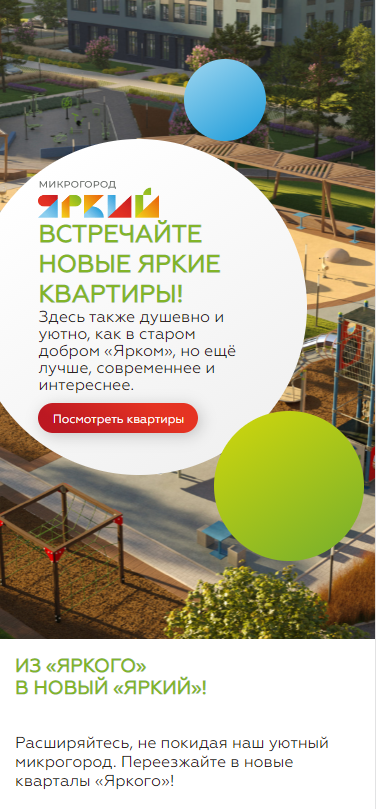 МИКРОГОРОД
ЯРКИЙ
ВСТРЕЧАЙТЕ
НОВЫЕ ЯРКИЕ
КВАРТИРЫ!
Здесь также душевно и
уютно, как в старом
добром «Ярком», но ещё
лучше, современнее и
интереснее.
Посмотреть квартиры
ИЗ «ЯРКОГО»
В НОВЫЙ «ЯРКИЙ»!
Расширяйтесь, не покидая наш уютный
микрогород. Переезжайте в новые
кварталы «Яркого»!